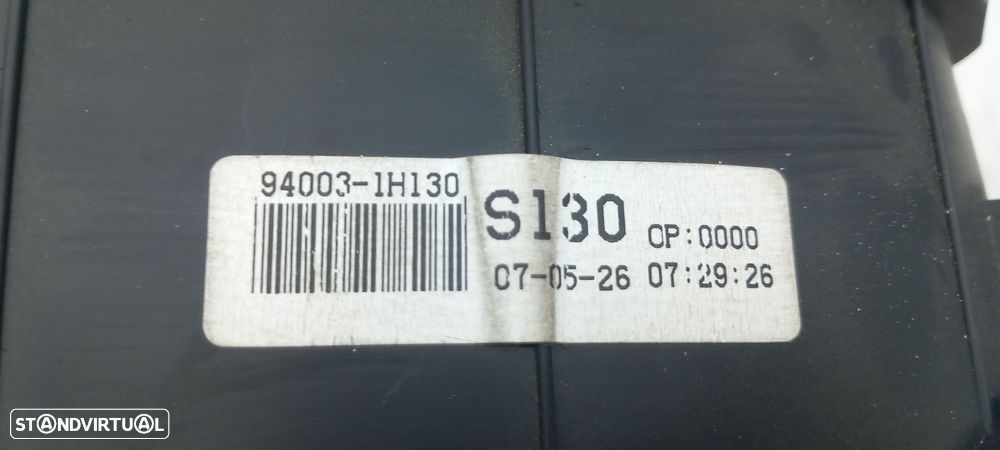 94003-1H130
S130 OP:0000
07-05-26 07:29:26
STANDVIRTUAL